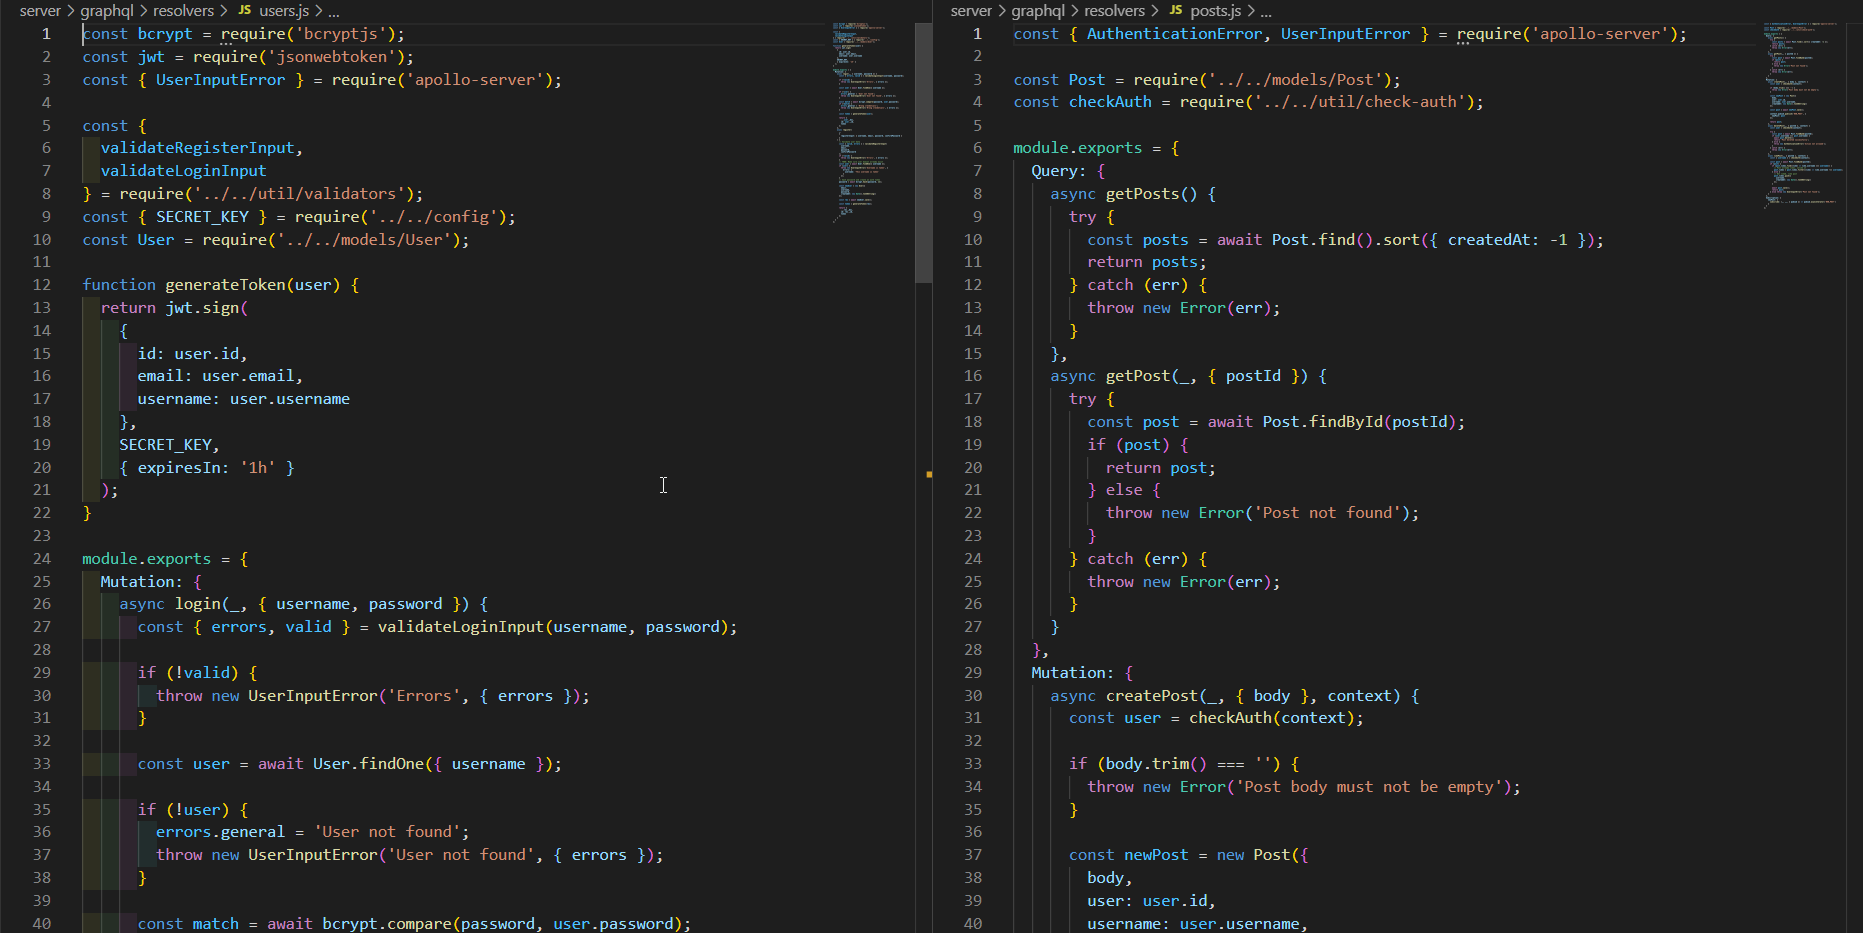 server > graphql > resolvers > JS users.js > ...
1 const bcrypt = require('bcryptjs');
2 const jwt = require('jsonwebtoken');
3 const { UserInputError } = require('apollo-server');
4
5 const {
6 validateRegisterInput,
7 validateLoginInput
8 } = require('../../util/validators');
9 const { SECRET_KEY } = require('../../config');
10 const User = require('../../models/User');
11
12 function generateToken(user) {
13 return jwt.sign(
14 {
15 id: user.id,
16 email: user.email,
17 username: user.username
18 },
19 SECRET_KEY,
20 { expiresIn: '1h' }
21 );
22 }
23
24 module.exports = {
25 Mutation: {
26 async login(_, { username, password }) {
27 const { errors, valid } = validateLoginInput(username, password);
28
29 if (!valid) {
30 throw new UserInputError('Errors', { errors });
31 }
32
33 const user = await User.findOne({ username });
34
35 if (!user) {
36 errors.general = 'User not found';
37 throw new UserInputError('User not found', { errors });
38 }
39
40 const match = await bcrypt.compare(password, user.password);
server > graphql > resolvers > JS posts.js > ...
1 const { AuthenticationError, UserInputError } = require('apollo-server');
2
3 const Post = require('../../models/Post');
4 const checkAuth = require('../../util/check-auth');
5
6 module.exports = {
7 Query: {
8 async getPosts() {
9 try {
10 const posts = await Post.find().sort({ createdAt: -1 });
11 return posts;
12 } catch (err) {
13 throw new Error(err);
14 }
15 },
16 async getPost(_, { postId }) {
17 try {
18 const post = await Post.findById(postId);
19 if (post) {
20 return post;
21 } else {
22 throw new Error('Post not found');
23 }
24 } catch (err) {
25 throw new Error(err);
26 }
27 }
28 },
29 Mutation: {
30 async createPost(_, { body }, context) {
31 const user = checkAuth(context);
32
33 if (body.trim() === '') {
34 throw new Error('Post body must not be empty');
35 }
36
37 const newPost = new Post({
38 body,
39 user: user.id,
40 username: user.username,